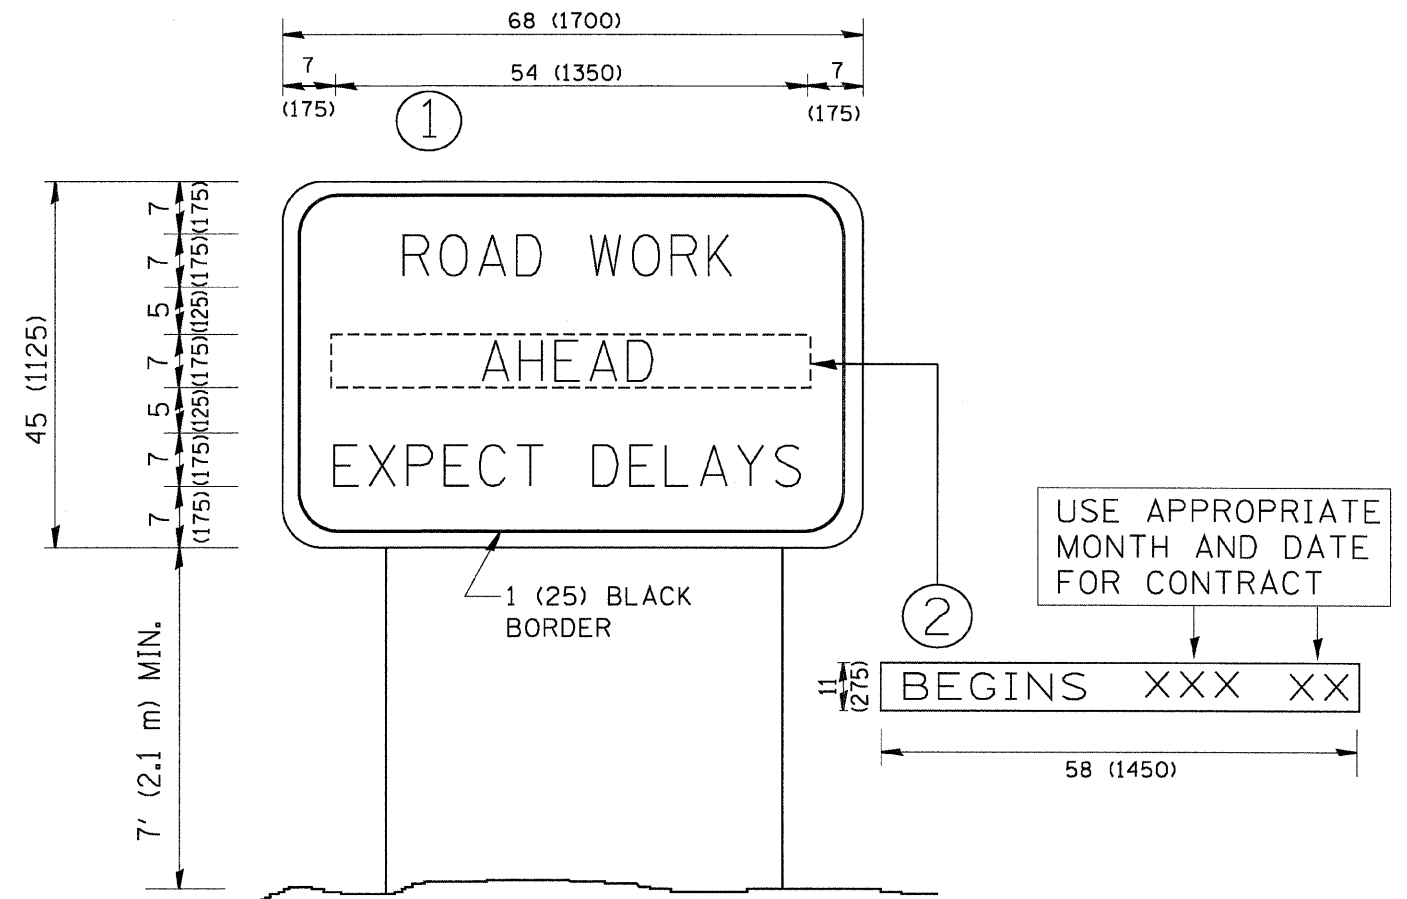 68 (1700)
7
54 (1350)
7
(175)
(175)
1
45 (1125)
7
(175)
7
(175)
5
(125)
7
(175)
5
(125)
7
(175)
7
(175)
ROAD WORK
AHEAD
EXPECT DELAYS
1 (25) BLACK
BORDER
7' (2.1 m) MIN.
USE APPROPRIATE
MONTH AND DATE
FOR CONTRACT
2
11
(275)
BEGINS XXX XX
58 (1450)